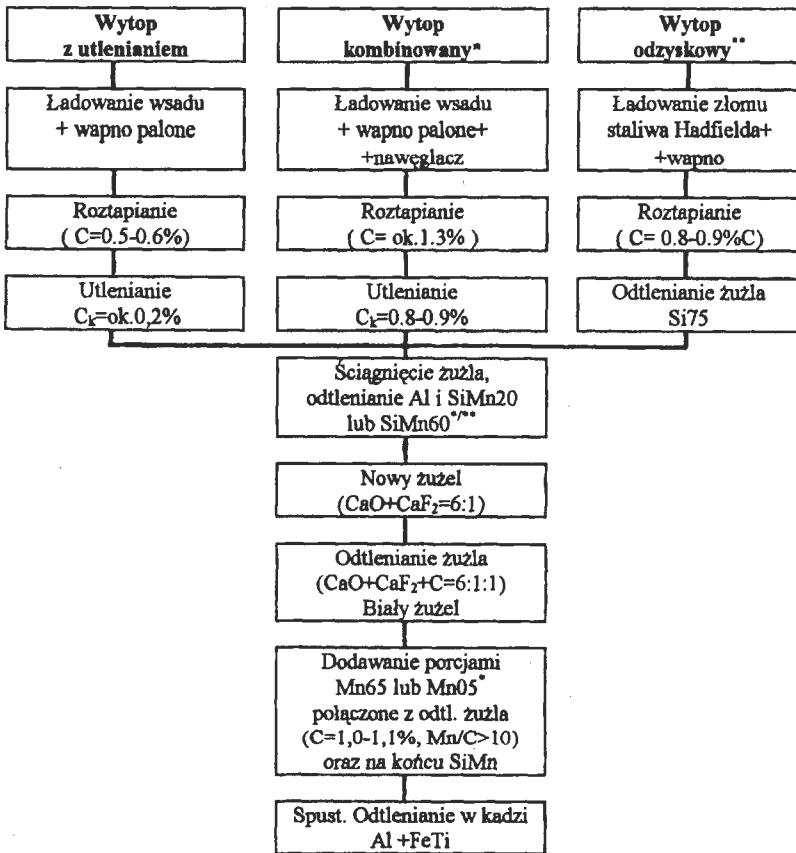 Wytop
z utlenianiem
Wytop
kombinowany*
Wytop
odzyskowy**
Ładowanie wsadu
+ wapno palone
Ładowanie wsadu
+ wapno palone+
+nawęglacz
Ładowanie złomu
staliwa Hadfielda+
+wapno
Roztapianie
( C=0.5-0.6%)
Roztapianie
( C= ok.1.3% )
Roztapianie
( C= 0.8-0.9%C)
Utlenianie
Ck=ok.0,2%
Utlenianie
Ck=0.8-0.9%
Odtlenianie żużla
Si75
Ściągnięcie żużla,
odtlenianie Al i SiMn20
lub SiMn60*/**
Nowy żużel
(CaO+CaF2=6:1)
Odtlenianie żużla
(CaO+CaF2+C=6:1:1)
Biały żużel
Dodawanie porcjami
Mn65 lub Mn05*
połączone z odtl. żużla
(C=1,0-1,1%, Mn/C>10)
oraz na końcu SiMn
Spust. Odtlenianie w kadzi
Al +FeTi